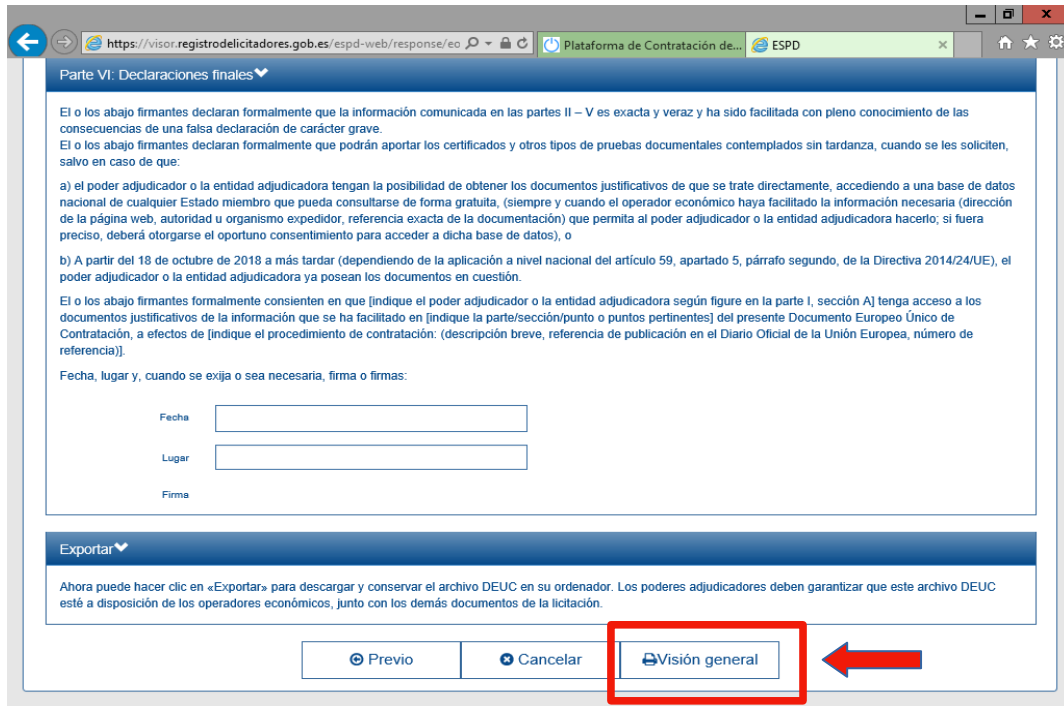 https://visor.registrodelicitadores.gob.es/espd-web/response/eo
Plataforma de Contratación de...
ESPD
Parte VI: Declaraciones finales
El o los abajo firmantes declaran formalmente que la información comunicada en las partes II – V es exacta y veraz y ha sido facilitada con pleno conocimiento de las
consecuencias de una falsa declaración de carácter grave.
El o los abajo firmantes declaran formalmente que podrán aportar los certificados y otros tipos de pruebas documentales contemplados sin tardanza, cuando se les soliciten,
salvo en caso de que:
a) el poder adjudicador o la entidad adjudicadora tengan la posibilidad de obtener los documentos justificativos de que se trate directamente, accediendo a una base de datos
nacional de cualquier Estado miembro que pueda consultarse de forma gratuita, (siempre y cuando el operador económico haya facilitado la información necesaria (dirección
de la página web, autoridad u organismo expedidor, referencia exacta de la documentación) que permita al poder adjudicador o la entidad adjudicadora hacerlo; si fuera
preciso, deberá otorgarse el oportuno consentimiento para acceder a dicha base de datos), o
b) A partir del 18 de octubre de 2018 a más tardar (dependiendo de la aplicación a nivel nacional del artículo 59, apartado 5, párrafo segundo, de la Directiva 2014/24/UE), el
poder adjudicador o la entidad adjudicadora ya posean los documentos en cuestión.
El o los abajo firmantes formalmente consienten en que [indique el poder adjudicador o la entidad adjudicadora según figure en la parte I, sección A] tenga acceso a los
documentos justificativos de la información que se ha facilitado en [indique la parte/sección/punto o puntos pertinentes] del presente Documento Europeo Único de
Contratación, a efectos de [indique el procedimiento de contratación: (descripción breve, referencia de publicación en el Diario Oficial de la Unión Europea, número de
referencia)].
Fecha, lugar y, cuando se exija o sea necesaria, firma o firmas:
Fecha
Lugar
Firma
Exportar
Ahora puede hacer clic en «Exportar» para descargar y conservar el archivo DEUC en su ordenador. Los poderes adjudicadores deben garantizar que este archivo DEUC
esté a disposición de los operadores económicos, junto con los demás documentos de la licitación.
Previo
Cancelar
Visión general